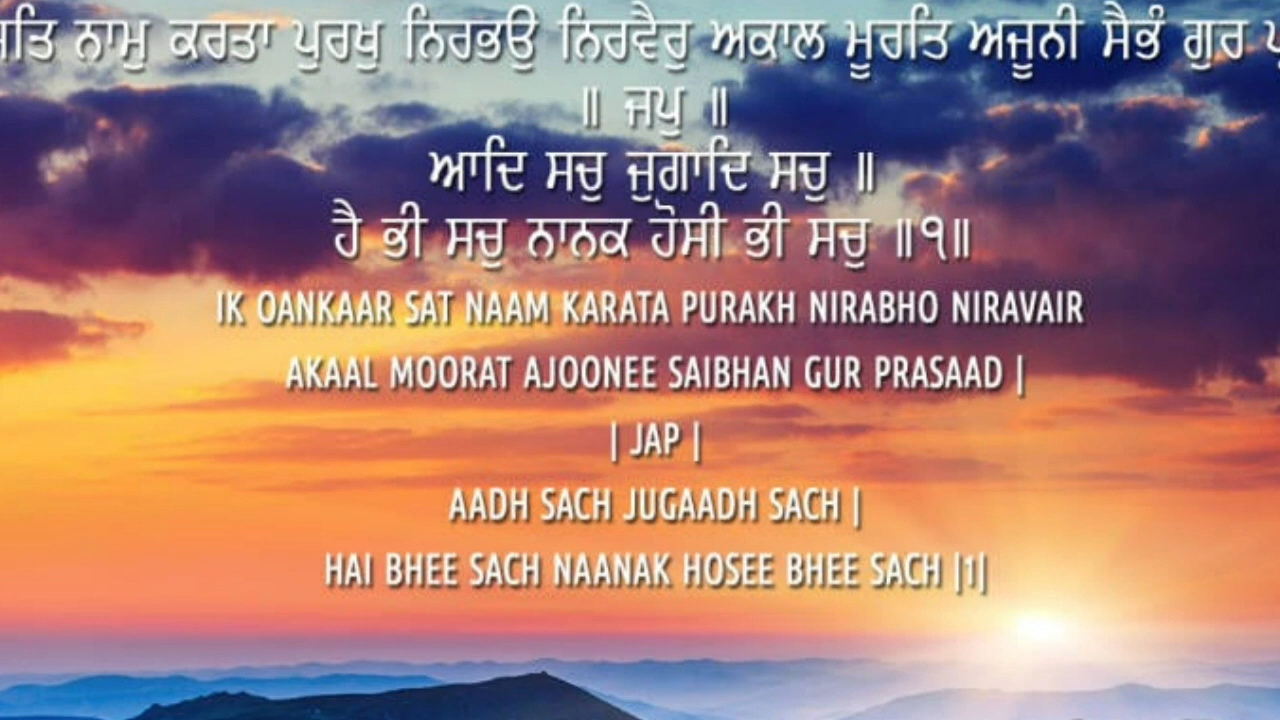 ਨਾਮੁ ਕਰਤਾ ਪੁਰਖੁ ਨਿਰਭਉ ਨਿਰਵੈਰੁ ਅਕਾਲ ਮੂਰਤਿ ਅਜੂਨੀ ਸੈਭੰ ਗੁਰ
॥ ਜਪੁ ॥
ਆਦਿ ਸਚੁ ਜੁਗਾਦਿ ਸਚੁ ॥
ਹੈ ਭੀ ਸਚੁ ਨਾਨਕ ਹੋਸੀ ਭੀ ਸਚੁ ॥੧॥
IK OANKAAR SAT NAAM KARATA PURAKH NIRABHO NIRAVAIR
AKAAL MOORAT AJOONEE SAIBHAN GUR PRASAAD |
| JAP |
AADH SACH JUGAADH SACH |
HAI BHEE SACH NAANAK HOSEE BHEE SACH |1|